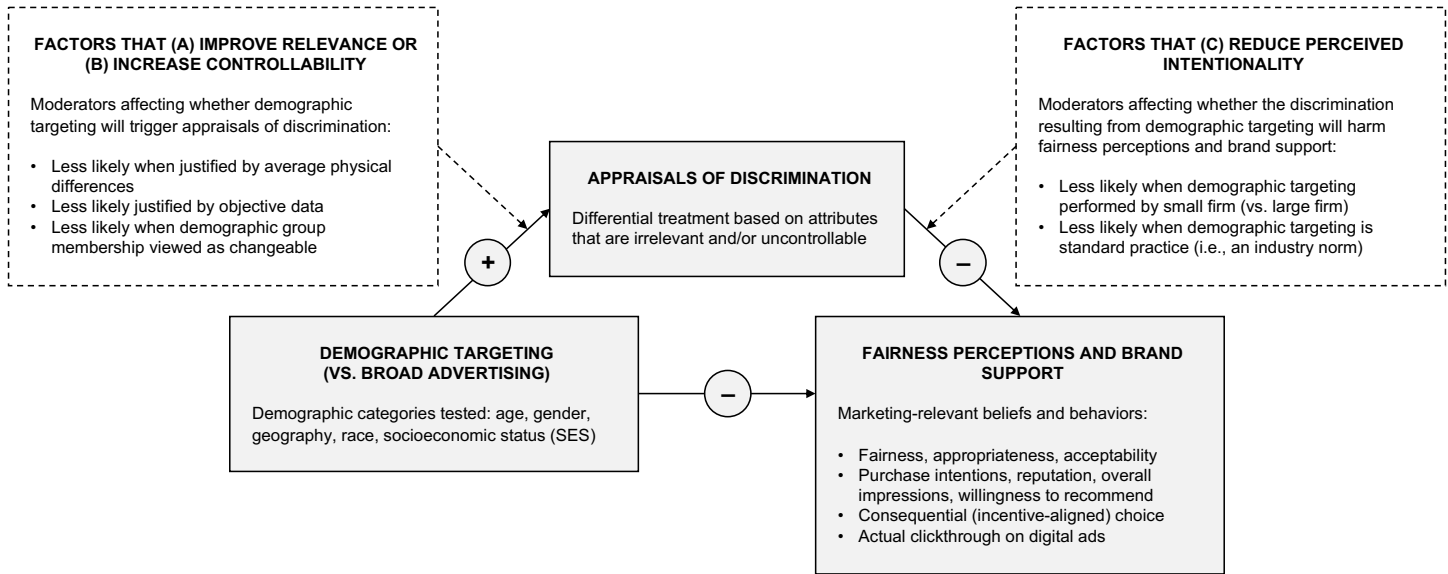 FACTORS THAT (A) IMPROVE RELEVANCE OR
(B) INCREASE CONTROLLABILITY
Moderators affecting whether demographic
targeting will trigger appraisals of discrimination:
• Less likely when justified by average physical
differences
• Less likely justified by objective data
• Less likely when demographic group
membership viewed as changeable
FACTORS THAT (C) REDUCE PERCEIVED
INTENTIONALITY
Moderators affecting whether the discrimination
resulting from demographic targeting will harm
fairness perceptions and brand support:
• Less likely when demographic targeting
performed by small firm (vs. large firm)
• Less likely when demographic targeting is
standard practice (i.e., an industry norm)
APPRAISALS OF DISCRIMINATION
Differential treatment based on attributes
that are irrelevant and/or uncontrollable
+
–
DEMOGRAPHIC TARGETING
(VS. BROAD ADVERTISING)
Demographic categories tested: age, gender,
geography, race, socioeconomic status (SES)
–
FAIRNESS PERCEPTIONS AND BRAND
SUPPORT
Marketing-relevant beliefs and behaviors:
• Fairness, appropriateness, acceptability
• Purchase intentions, reputation, overall
impressions, willingness to recommend
• Consequential (incentive-aligned) choice
• Actual clickthrough on digital ads